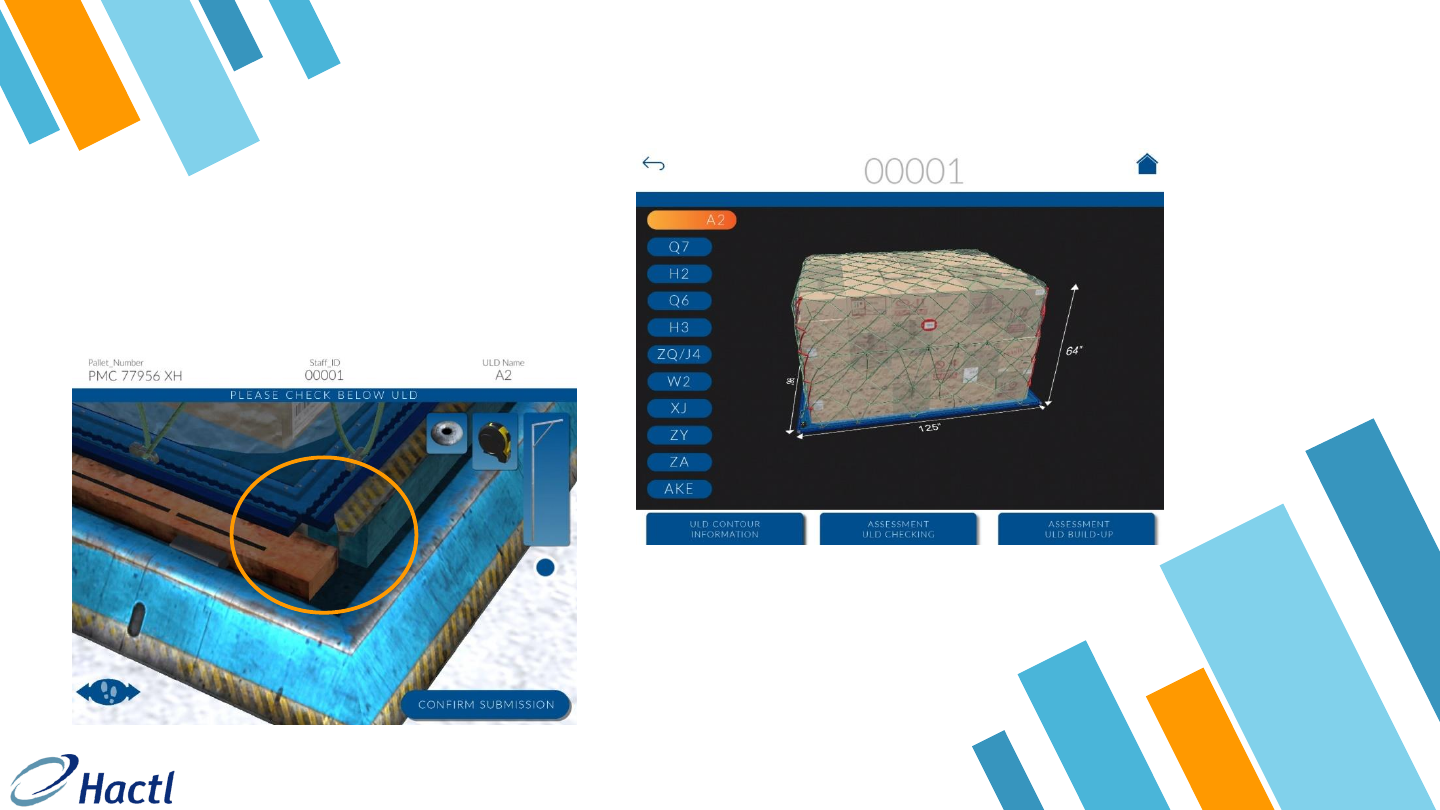 00001
A2
Q7
H2
Q6
H3
ZQ/J4
W2
XJ
ZY
ZA
AKE
64"
125"
ULD CONTOUR
INFORMATION
ASSESSMENT
ULD CHECKING
ASSESSMENT
ULD BUILD-UP
Pallet_Number
PMC 77956 XH
Staff_ID
00001
ULD Name
A2
PLEASE CHECK BELOW ULD
CONFIRM SUBMISSION
Hactl